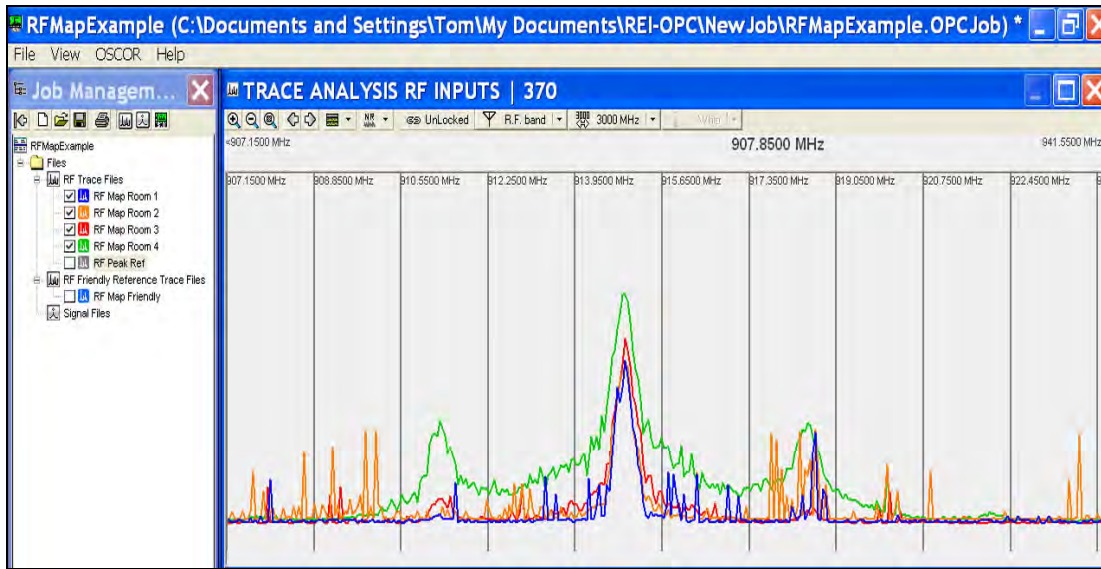 RFMapExample (C:\Documents and Settings\Tom\My Documents\REI-OPC\NewJob\RFMapExample.OPCJob) *
File View OSCOR Help
Job Managem...
RFMapExample
Files
RF Trace Files
RF Map Room 1
RF Map Room 2
RF Map Room 3
RF Map Room 4
RF Peak Ref
RF Friendly Reference Trace Files
RF Map Friendly
Signal Files
TRACE ANALYSIS RF INPUTS | 370
NR UnLocked R.F. band 3000 MHz Whip
<907.1500 MHz 907.8500 MHz 941.5500 MHz
907.1500 MHz 908.8500 MHz 910.5500 MHz 912.2500 MHz 913.9500 MHz 915.6500 MHz 917.3500 MHz 919.0500 MHz 920.7500 MHz 922.4500 MHz